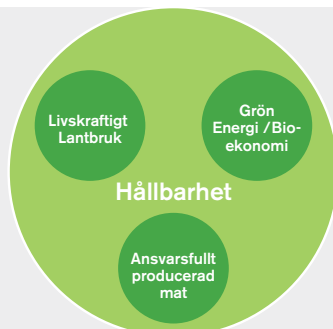 Livskraftigt
Lantbruk
Grön
Energi /Bio-
ekonomi
Hållbarhet
Ansvarsfullt
producerad
mat